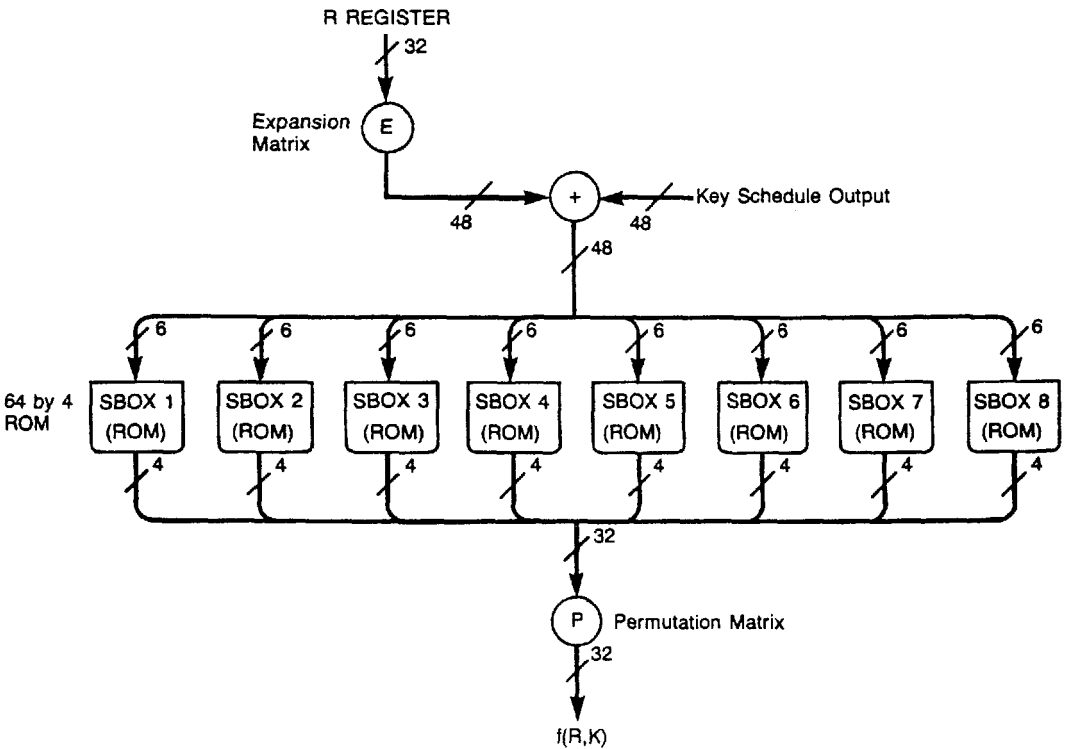 R REGISTER
32
Expansion
Matrix
E
48
+
48
Key Schedule Output
48
6
6
6
6
6
6
6
6
64 by 4
ROM
SBOX 1
(ROM)
SBOX 2
(ROM)
SBOX 3
(ROM)
SBOX 4
(ROM)
SBOX 5
(ROM)
SBOX 6
(ROM)
SBOX 7
(ROM)
SBOX 8
(ROM)
4
4
4
4
4
4
4
4
32
P
Permutation Matrix
32
f(R,K)